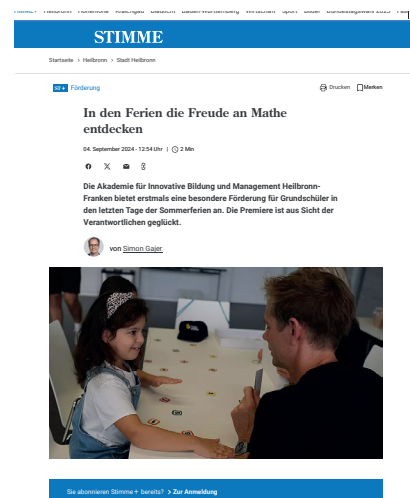 STIMME
Startseite > Heilbronn > Stadt Heilbronn
ST+ Förderung
Drucken Merken
In den Ferien die Freude an Mathe
entdecken
04. September 2024 - 12:54 Uhr | 2 Min
Die Akademie für Innovative Bildung und Management Heilbronn-
Franken bietet erstmals eine besondere Förderung für Grundschüler in
den letzten Tage der Sommerferien an. Die Premiere ist aus Sicht der
Verantwortlichen geglückt.
von Simon Gajer
Sie abonnieren Stimme+ bereits? > Zur Anmeldung